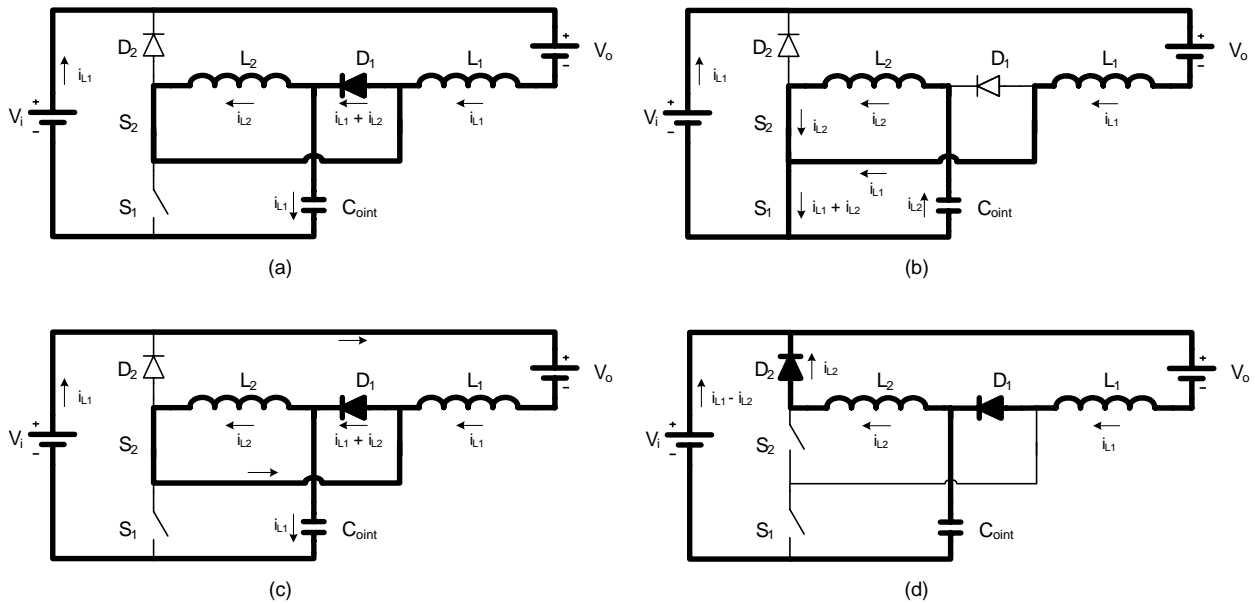 D2
L2
D1
L1
+
-
Vo
iL1
+
-
Vi
S2
iL2
iL1 + iL2
iL1
S1
iL1
Coint
(a)
D2
L2
D1
L1
+
-
Vo
iL1
+
-
Vi
S2
iL2
iL2
iL1
iL1
S1
iL1 + iL2
iL2
Coint
(b)
D2
L2
D1
L1
+
-
Vo
iL1
+
-
Vi
S2
iL2
iL1 + iL2
iL1
S1
iL1
Coint
(c)
D2
iL2
L2
D1
L1
+
-
Vo
iL1 - iL2
+
-
Vi
S2
iL2
iL1
S1
Coint
(d)